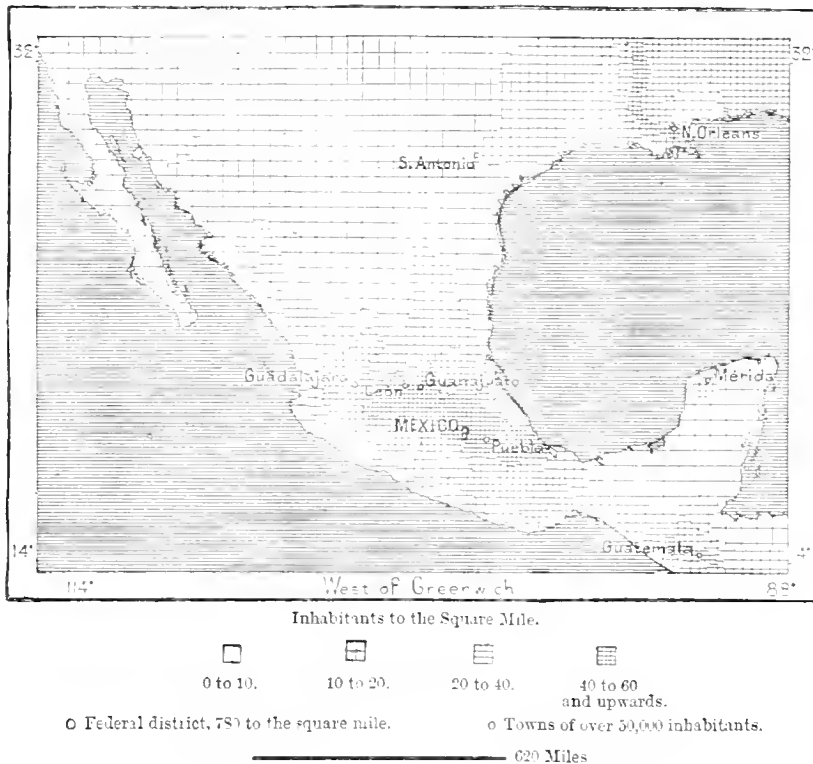 32° 32°
N. Orleans
S. Antonio
Guadalajara
Leon Guanajuato
Mérida
MEXICO
Puebla
Guatemala
14° 4°
114° West of Greenwich 88°
Inhabitants to the Square Mile.
0 to 10. 10 to 20. 20 to 40. 40 to 60
and upwards.
Federal district, 780 to the square mile. Towns of over 50,000 inhabitants.
620 Miles